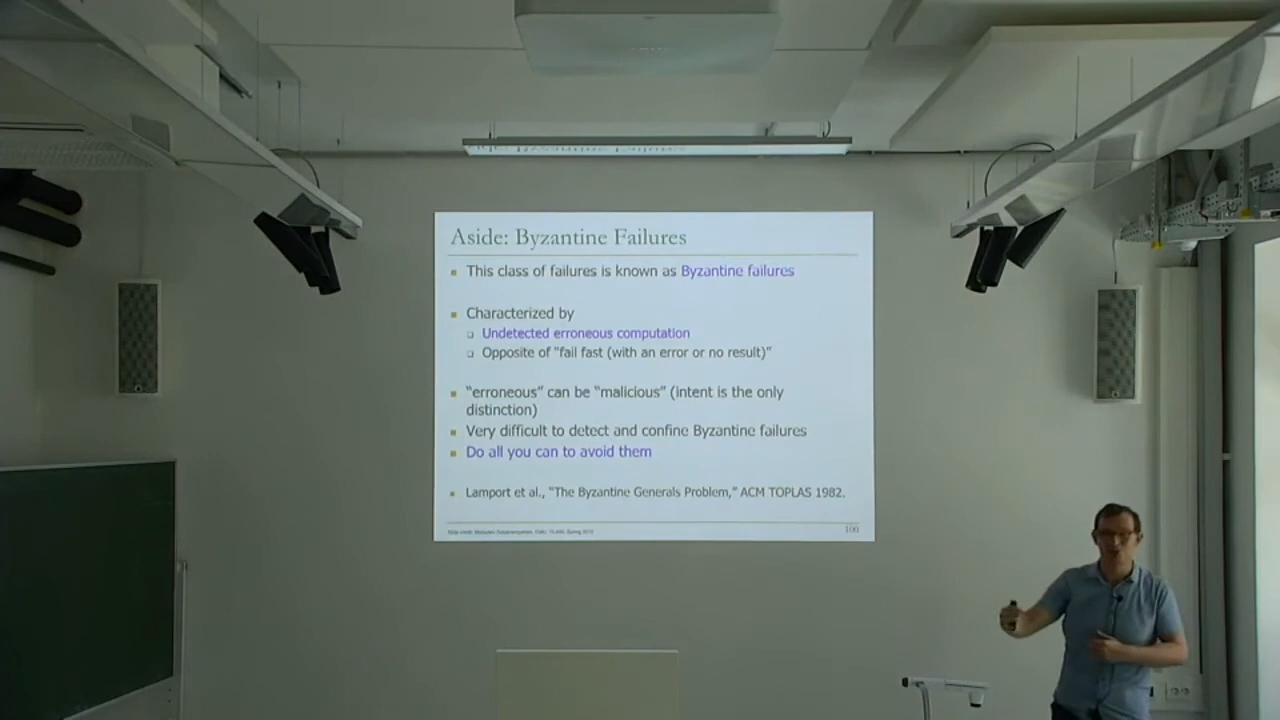 Aside: Byzantine Failures
This class of failures is known as Byzantine failures
Characterized by
Undetected erroneous computation
Opposite of "fail fast (with an error or no result)"
"erroneous" can be "malicious" (intent is the only
distinction)
Very difficult to detect and confine Byzantine failures
Do all you can to avoid them
Lamport et al., "The Byzantine Generals Problem," ACM TOPLAS 1982.
100